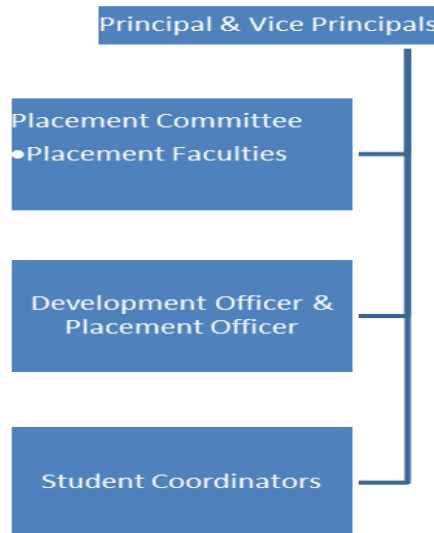 Principal & Vice Principals
Placement Committee
•Placement Faculties
Development Officer &
Placement Officer
Student Coordinators